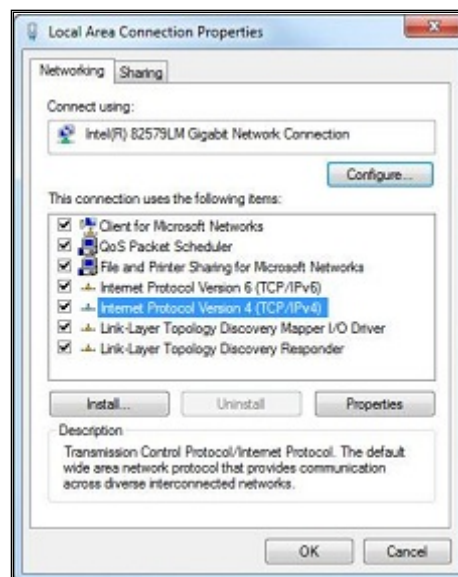 Local Area Connection Properties
Networking
Sharing
Connect using:
Intel(R) 82579LM Gigabit Network Connection
Configure...
This connection uses the following items:
Client for Microsoft Networks
QoS Packet Scheduler
File and Printer Sharing for Microsoft Networks
Internet Protocol Version 6 (TCP/IPv6)
Internet Protocol Version 4 (TCP/IPv4)
Link-Layer Topology Discovery Mapper I/O Driver
Link-Layer Topology Discovery Responder
Install...
Uninstall
Properties
Description
Transmission Control Protocol/Internet Protocol. The default
wide area network protocol that provides communication
across diverse interconnected networks.
OK
Cancel